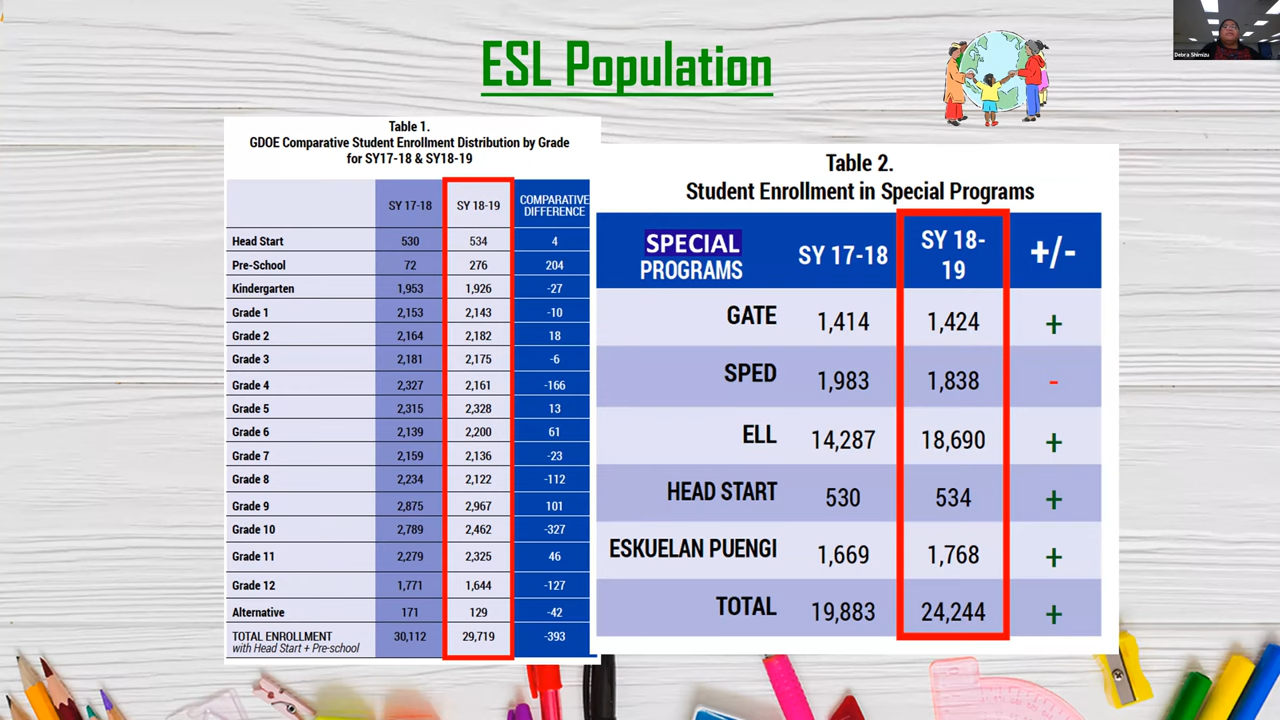 ESL Population
Debra Shimizu
Table 1.
GDOE Comparative Student Enrollment Distribution by Grade
for SY17-18 & SY18-19
SY 17-18 SY 18-19 COMPARATIVE DIFFERENCE
Head Start 530 534 4
Pre-School 72 276 204
Kindergarten 1,953 1,926 -27
Grade 1 2,153 2,143 -10
Grade 2 2,164 2,182 18
Grade 3 2,181 2,175 -6
Grade 4 2,327 2,161 -166
Grade 5 2,315 2,328 13
Grade 6 2,139 2,200 61
Grade 7 2,159 2,136 -23
Grade 8 2,234 2,122 -112
Grade 9 2,875 2,967 101
Grade 10 2,789 2,462 -327
Grade 11 2,279 2,325 46
Grade 12 1,771 1,644 -127
Alternative 171 129 -42
TOTAL ENROLLMENT 30,112 29,719 -393
with Head Start + Pre-school
Table 2.
Student Enrollment in Special Programs
SPECIAL PROGRAMS SY 17-18 SY 18-19 +/-
GATE 1,414 1,424 +
SPED 1,983 1,838 -
ELL 14,287 18,690 +
HEAD START 530 534 +
ESKUELAN PUENGI 1,669 1,768 +
TOTAL 19,883 24,244 +